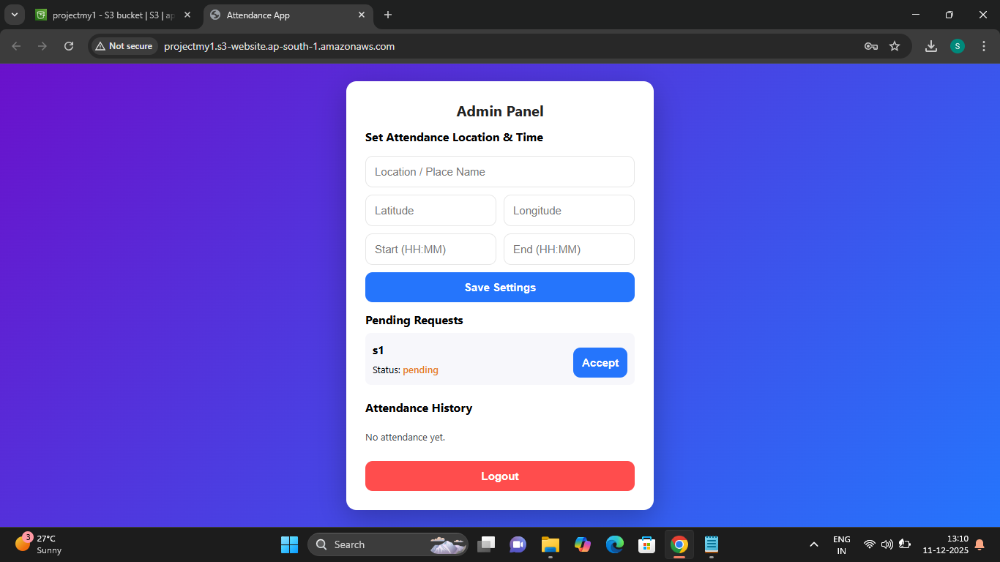 projectmy1 - S3 bucket | S3 | ap
Attendance App
Not secure
projectmy1.s3-website.ap-south-1.amazonaws.com
S
Admin Panel
Set Attendance Location & Time
Location / Place Name
Latitude
Longitude
Start (HH:MM)
End (HH:MM)
Save Settings
Pending Requests
s1
Status: pending
Accept
Attendance History
No attendance yet.
Logout
3
27°C
Sunny
Search
ENG
IN
13:10
11-12-2025